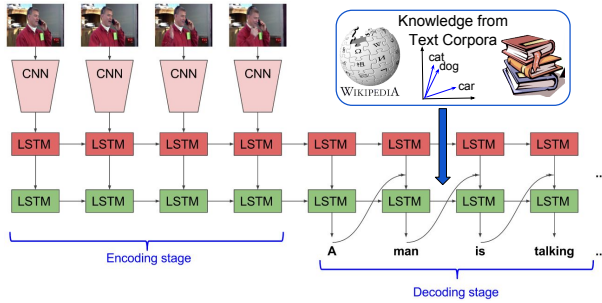 Knowledge from
Text Corpora
WIKIPEDIA
cat
dog
car
CNN CNN CNN CNN
LSTM LSTM LSTM LSTM LSTM LSTM LSTM LSTM
..
LSTM LSTM LSTM LSTM LSTM LSTM LSTM LSTM
A man is talking ..
Encoding stage
Decoding stage